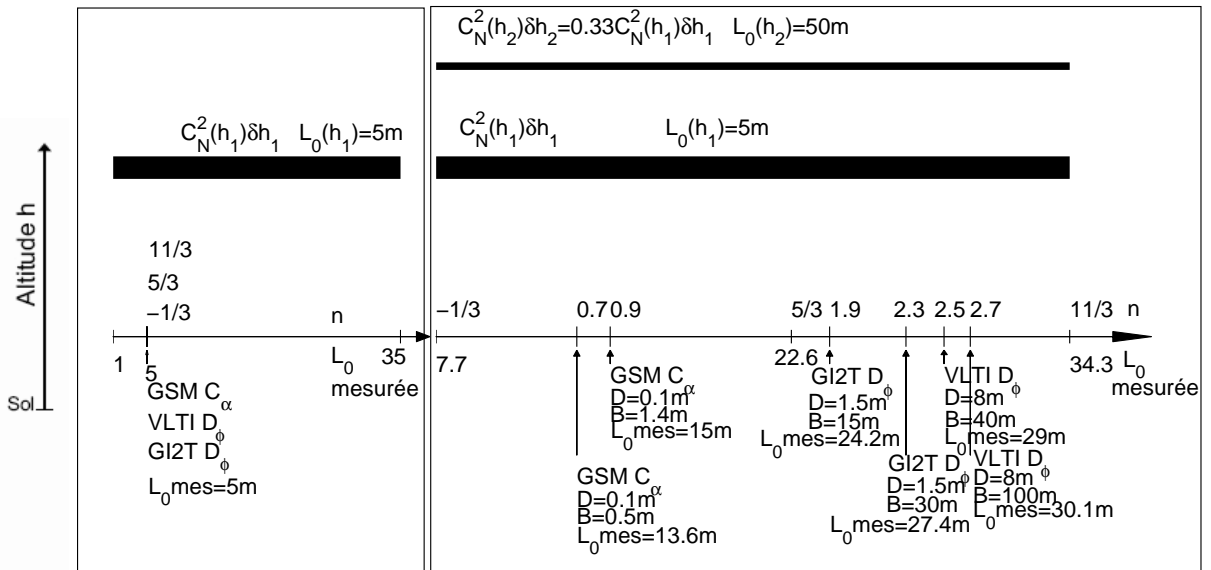 Altitude h
Sol
C_N^2(h_1)δh_1 L_0(h_1)=5m
11/3
5/3
−1/3
n
1
5
L_0
35
mesurée
GSM C_α
VLTI D_ϕ
GI2T D_ϕ
L_0mes=5m
C_N^2(h_2)δh_2=0.33C_N^2(h_1)δh_1 L_0(h_2)=50m
C_N^2(h_1)δh_1 L_0(h_1)=5m
−1/3 0.7 0.9 5/3 1.9 2.3 2.5 2.7 11/3 n
7.7 22.6 34.3 L_0
mesurée
GSM C_α
D=0.1m
B=1.4m
L_0mes=15m
GSM C_α
D=0.1m
B=0.5m
L_0mes=13.6m
GI2T D_ϕ
D=1.5m
B=15m
L_0mes=24.2m
GI2T D_ϕ
D=1.5m
B=30m
L_0mes=27.4m
VLTI D_ϕ
D=8m
B=40m
L_0mes=29m
VLTI D_ϕ
D=8m
B=100m
L_0mes=30.1m